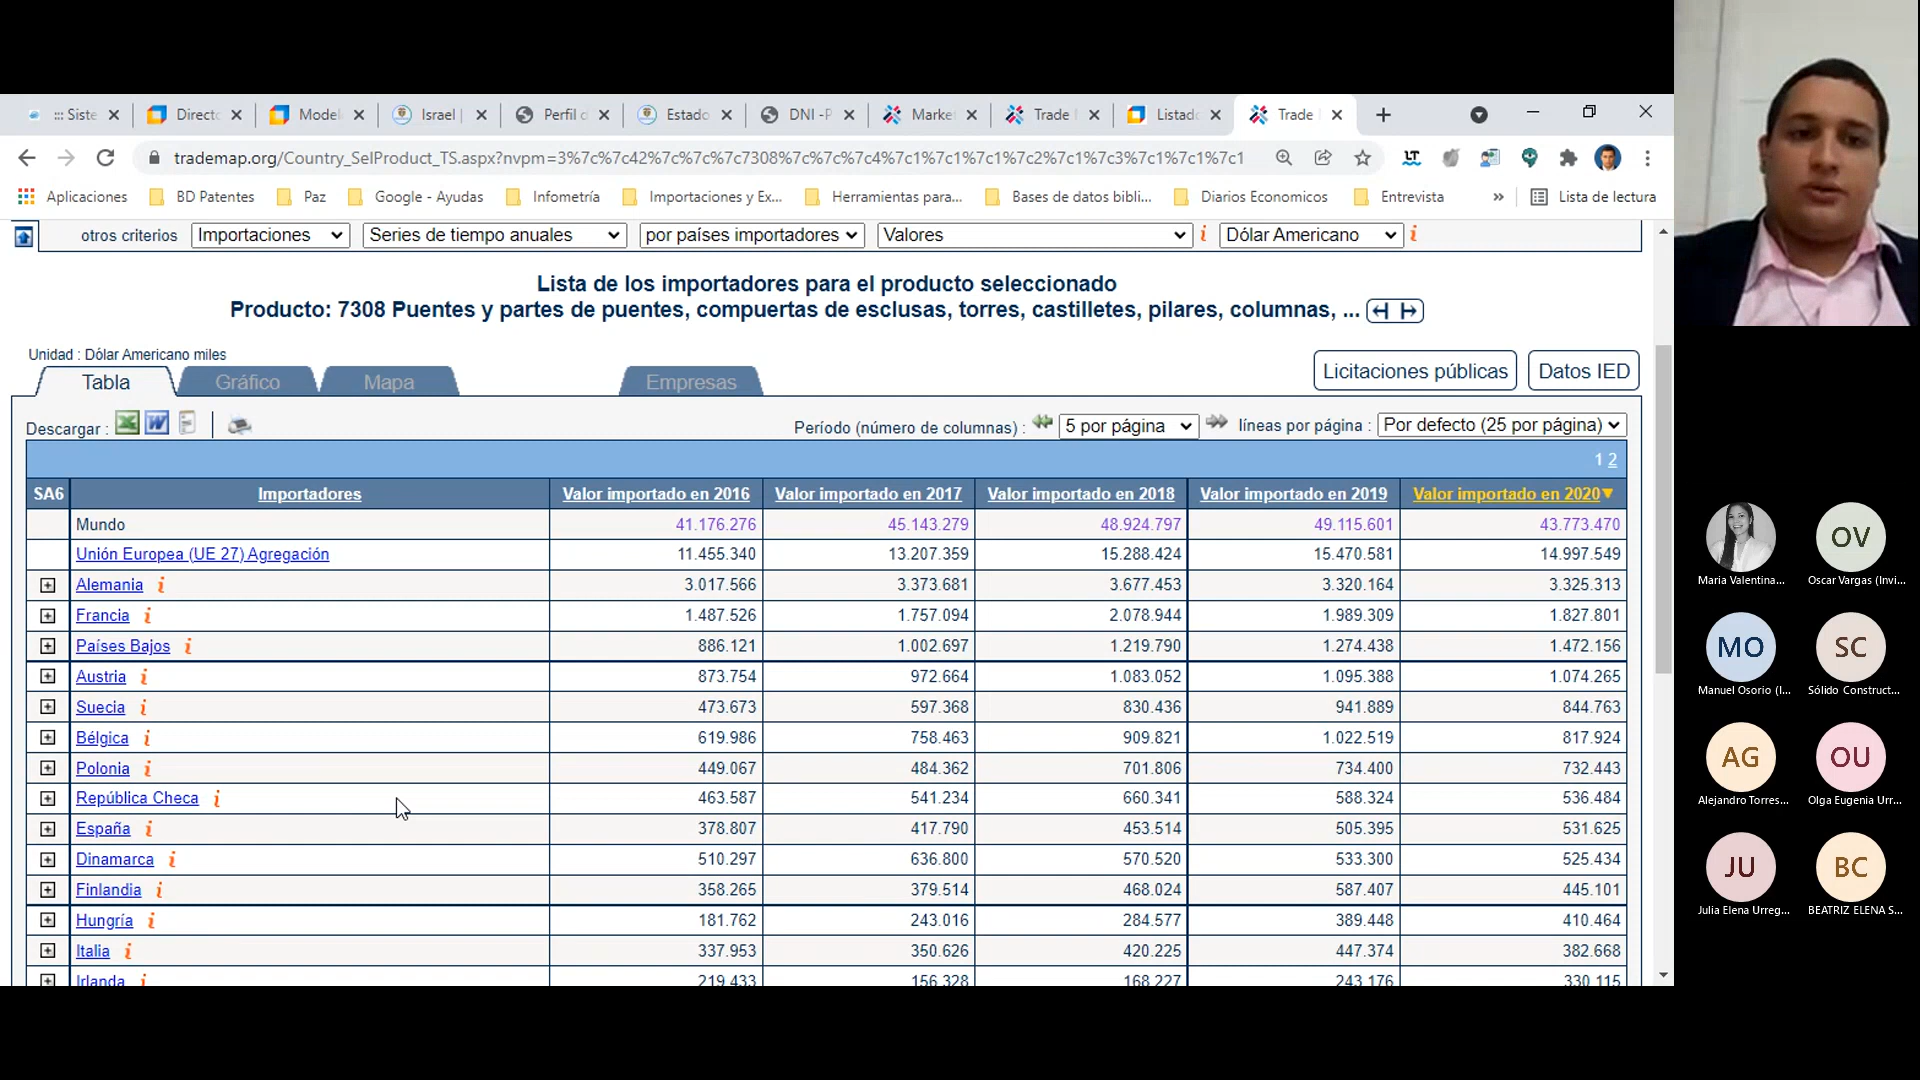 ::: Siste
Directo
Model
Israel |
Perfil d
Estado
DNI -P
Market
Trade
Listado
Trade
trademap.org/Country_SelProduct_TS.aspx?nvpm=3%7c%7c42%7c%7c%7c7308%7c%7c%7c4%7c1%7c1%7c1%7c2%7c1%7c3%7c1%7c1%7c1
Aplicaciones
BD Patentes
Paz
Google - Ayudas
Infometría
Importaciones y Ex...
Herramientas para...
Bases de datos bibli...
Diarios Economicos
Entrevista
»
Lista de lectura
otros criterios Importaciones Series de tiempo anuales por países importadores Valores i Dólar Americano i
Lista de los importadores para el producto seleccionado
Producto: 7308 Puentes y partes de puentes, compuertas de esclusas, torres, castilletes, pilares, columnas, ...
Unidad : Dólar Americano miles
Tabla Gráfico Mapa Empresas
Licitaciones públicas Datos IED
Descargar : Período (número de columnas) : 5 por página líneas por página : Por defecto (25 por página)
1 2
SA6 Importadores Valor importado en 2016 Valor importado en 2017 Valor importado en 2018 Valor importado en 2019 Valor importado en 2020▼
Mundo 41.176.276 45.143.279 48.924.797 49.115.601 43.773.470
Unión Europea (UE 27) Agregación 11.455.340 13.207.359 15.288.424 15.470.581 14.997.549
Alemania i 3.017.566 3.373.681 3.677.453 3.320.164 3.325.313
Francia i 1.487.526 1.757.094 2.078.944 1.989.309 1.827.801
Países Bajos i 886.121 1.002.697 1.219.790 1.274.438 1.472.156
Austria i 873.754 972.664 1.083.052 1.095.388 1.074.265
Suecia i 473.673 597.368 830.436 941.889 844.763
Bélgica i 619.986 758.463 909.821 1.022.519 817.924
Polonia i 449.067 484.362 701.806 734.400 732.443
República Checa i 463.587 541.234 660.341 588.324 536.484
España i 378.807 417.790 453.514 505.395 531.625
Dinamarca i 510.297 636.800 570.520 533.300 525.434
Finlandia i 358.265 379.514 468.024 587.407 445.101
Hungría i 181.762 243.016 284.577 389.448 410.464
Italia i 337.953 350.626 420.225 447.374 382.668
Irlanda i 219.433 156.328 168.227 243.176 330.115
OV
Maria Valentina... Oscar Vargas (Invi...
MO SC
Manuel Osorio (I... Sólido Construct...
AG OU
Alejandro Torres... Olga Eugenia Urr...
JU BC
Julia Elena Urreg... BEATRIZ ELENA S...